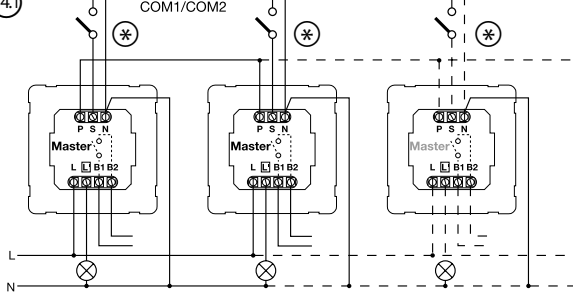 4.1
COM1/COM2
* * *
P S N P S N P S N
Master Master Master
L L' B1 B2 L L' B1 B2 L L' B1 B2
L
N